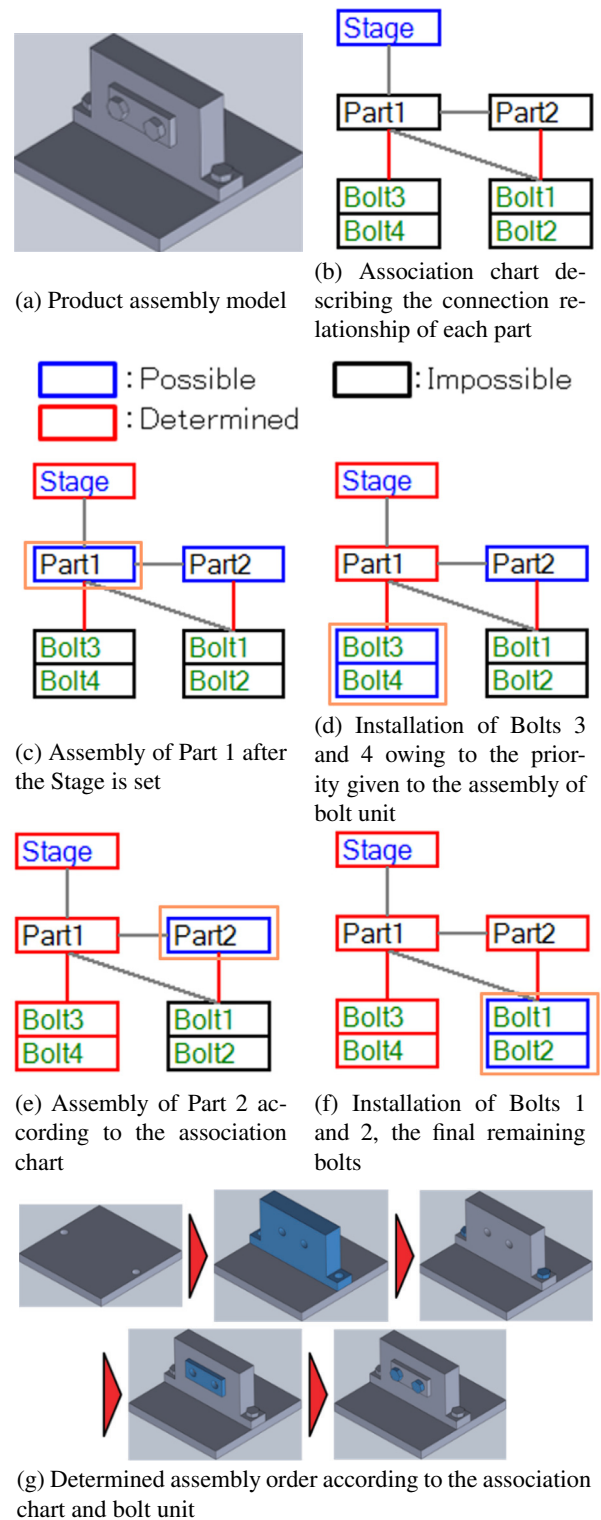 Stage
Part1 Part2
Bolt3 Bolt1
Bolt4 Bolt2
(a) Product assembly model
(b) Association chart de-
scribing the connection re-
lationship of each part
: Possible : Impossible
: Determined
Stage
Part1 Part2
Bolt3 Bolt1
Bolt4 Bolt2
(c) Assembly of Part 1 after
the Stage is set
Stage
Part1 Part2
Bolt3 Bolt1
Bolt4 Bolt2
(d) Installation of Bolts 3
and 4 owing to the prior-
ity given to the assembly of
bolt unit
Stage
Part1 Part2
Bolt3 Bolt1
Bolt4 Bolt2
(e) Assembly of Part 2 ac-
cording to the association
chart
Stage
Part1 Part2
Bolt3 Bolt1
Bolt4 Bolt2
(f) Installation of Bolts 1
and 2, the final remaining
bolts
(g) Determined assembly order according to the association
chart and bolt unit